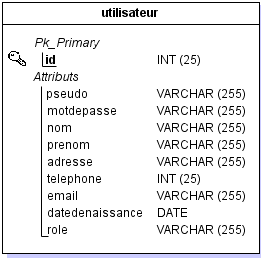 utilisateur
Pk_Primary
id INT (25)
Attributs
pseudo VARCHAR (255)
motdepasse VARCHAR (255)
nom VARCHAR (255)
prenom VARCHAR (255)
adresse VARCHAR (255)
telephone INT (25)
email VARCHAR (255)
datedenaissance DATE
role VARCHAR (255)